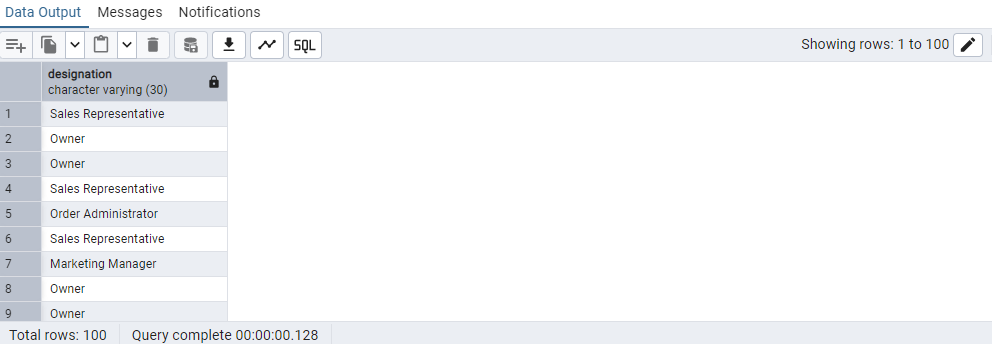 Data Output Messages Notifications
SQL Showing rows: 1 to 100
designation
character varying (30)
1 Sales Representative
2 Owner
3 Owner
4 Sales Representative
5 Order Administrator
6 Sales Representative
7 Marketing Manager
8 Owner
9 Owner
Total rows: 100 Query complete 00:00:00.128